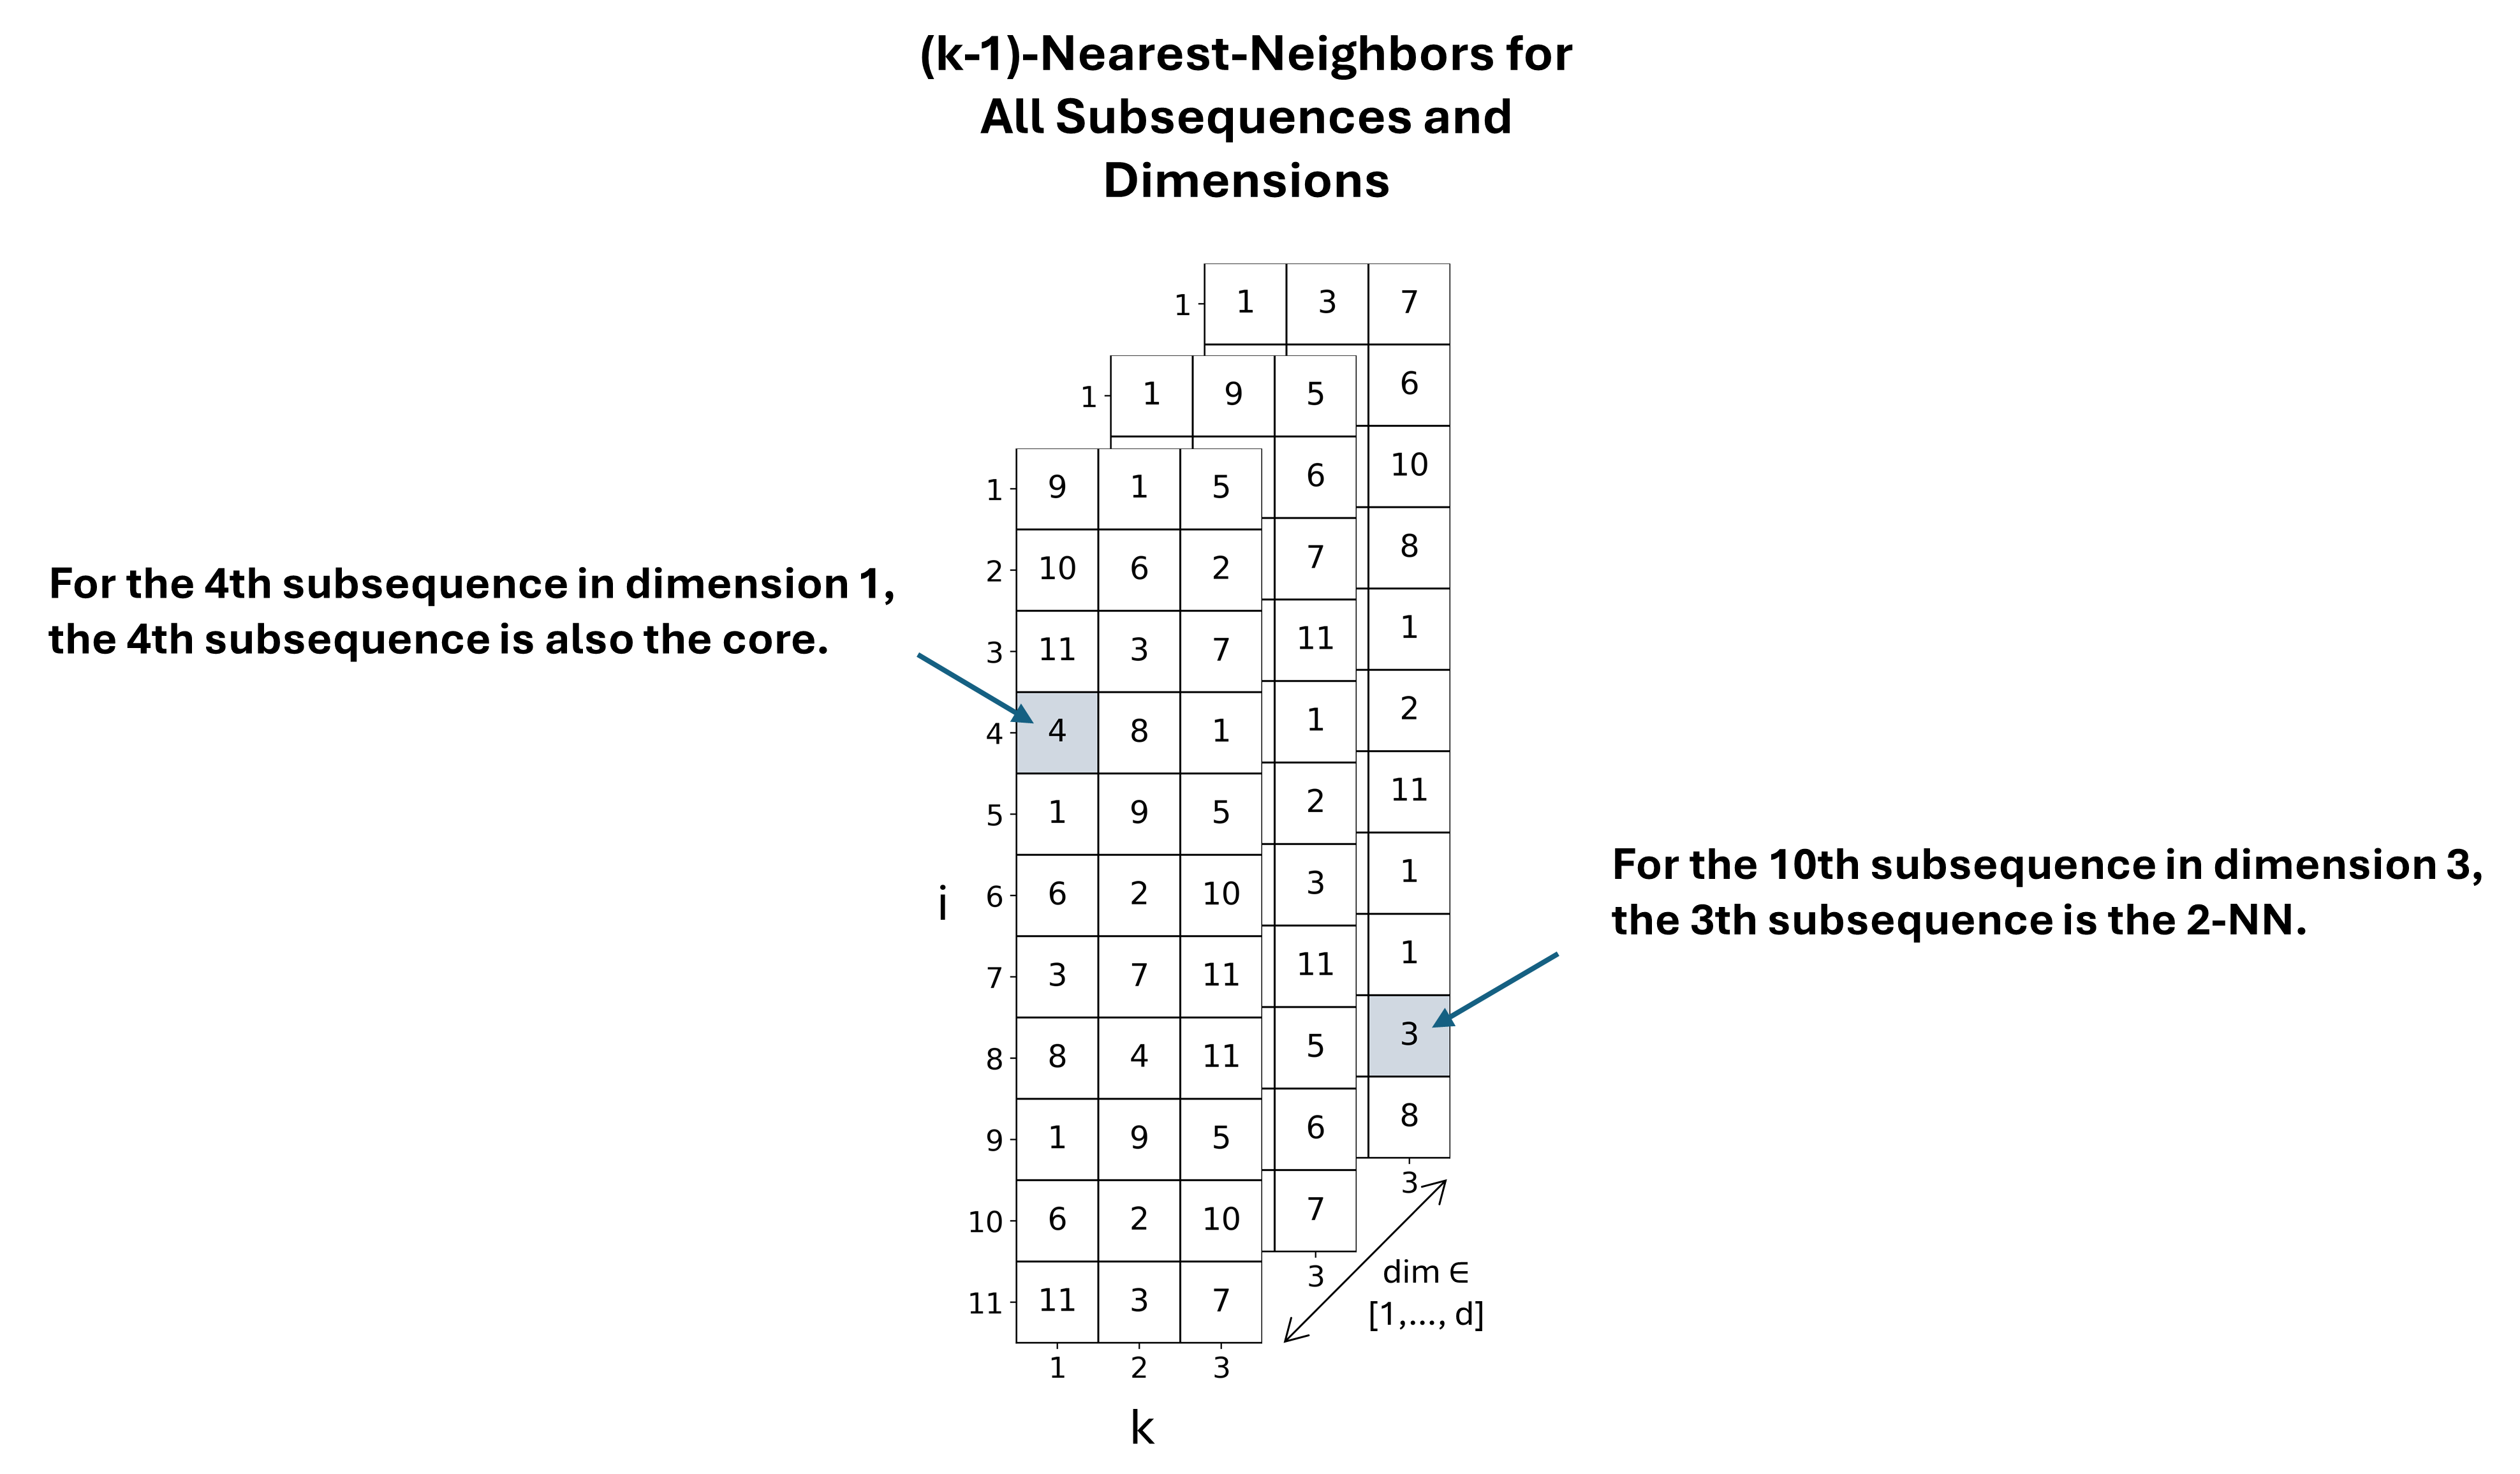 (k-1)-Nearest-Neighbors for
All Subsequences and
Dimensions
1 1 3 7
6
1 1 9 5
10
1 9 1 5
6
8
2 10 6 2
7
For the 4th subsequence in dimension 1,
the 4th subsequence is also the core.
3 11 3 7
11
1
4 4 8 1
1
2
5 1 9 5
2
11
For the 10th subsequence in dimension 3,
the 3th subsequence is the 2-NN.
i
6 6 2 10
3
1
7 3 7 11
11
1
8 8 4 11
5
3
9 1 9 5
6
8
3
10 6 2 10
7
3
11 11 3 7
dim ∈
[1,..., d]
1 2 3
k